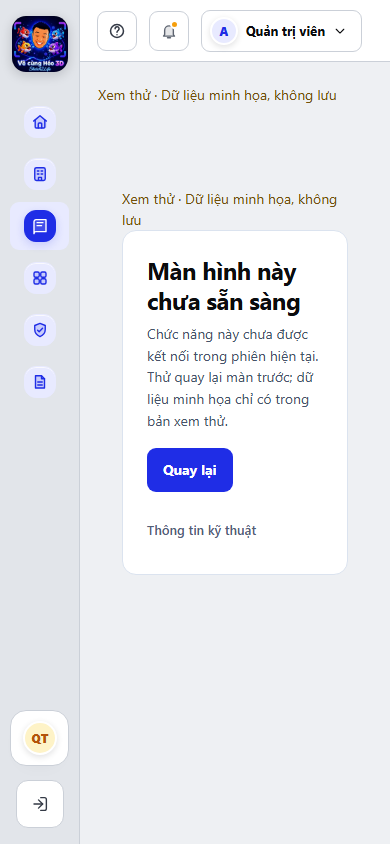 Vẽ cùng Hảo 3D
A
Quản trị viên
Xem thử · Dữ liệu minh họa, không lưu
Xem thử · Dữ liệu minh họa, không
lưu
Màn hình này
chưa sẵn sàng
Chức năng này chưa được
kết nối trong phiên hiện tại.
Thử quay lại màn trước; dữ
liệu minh họa chỉ có trong
bản xem thử.
Quay lại
Thông tin kỹ thuật
QT